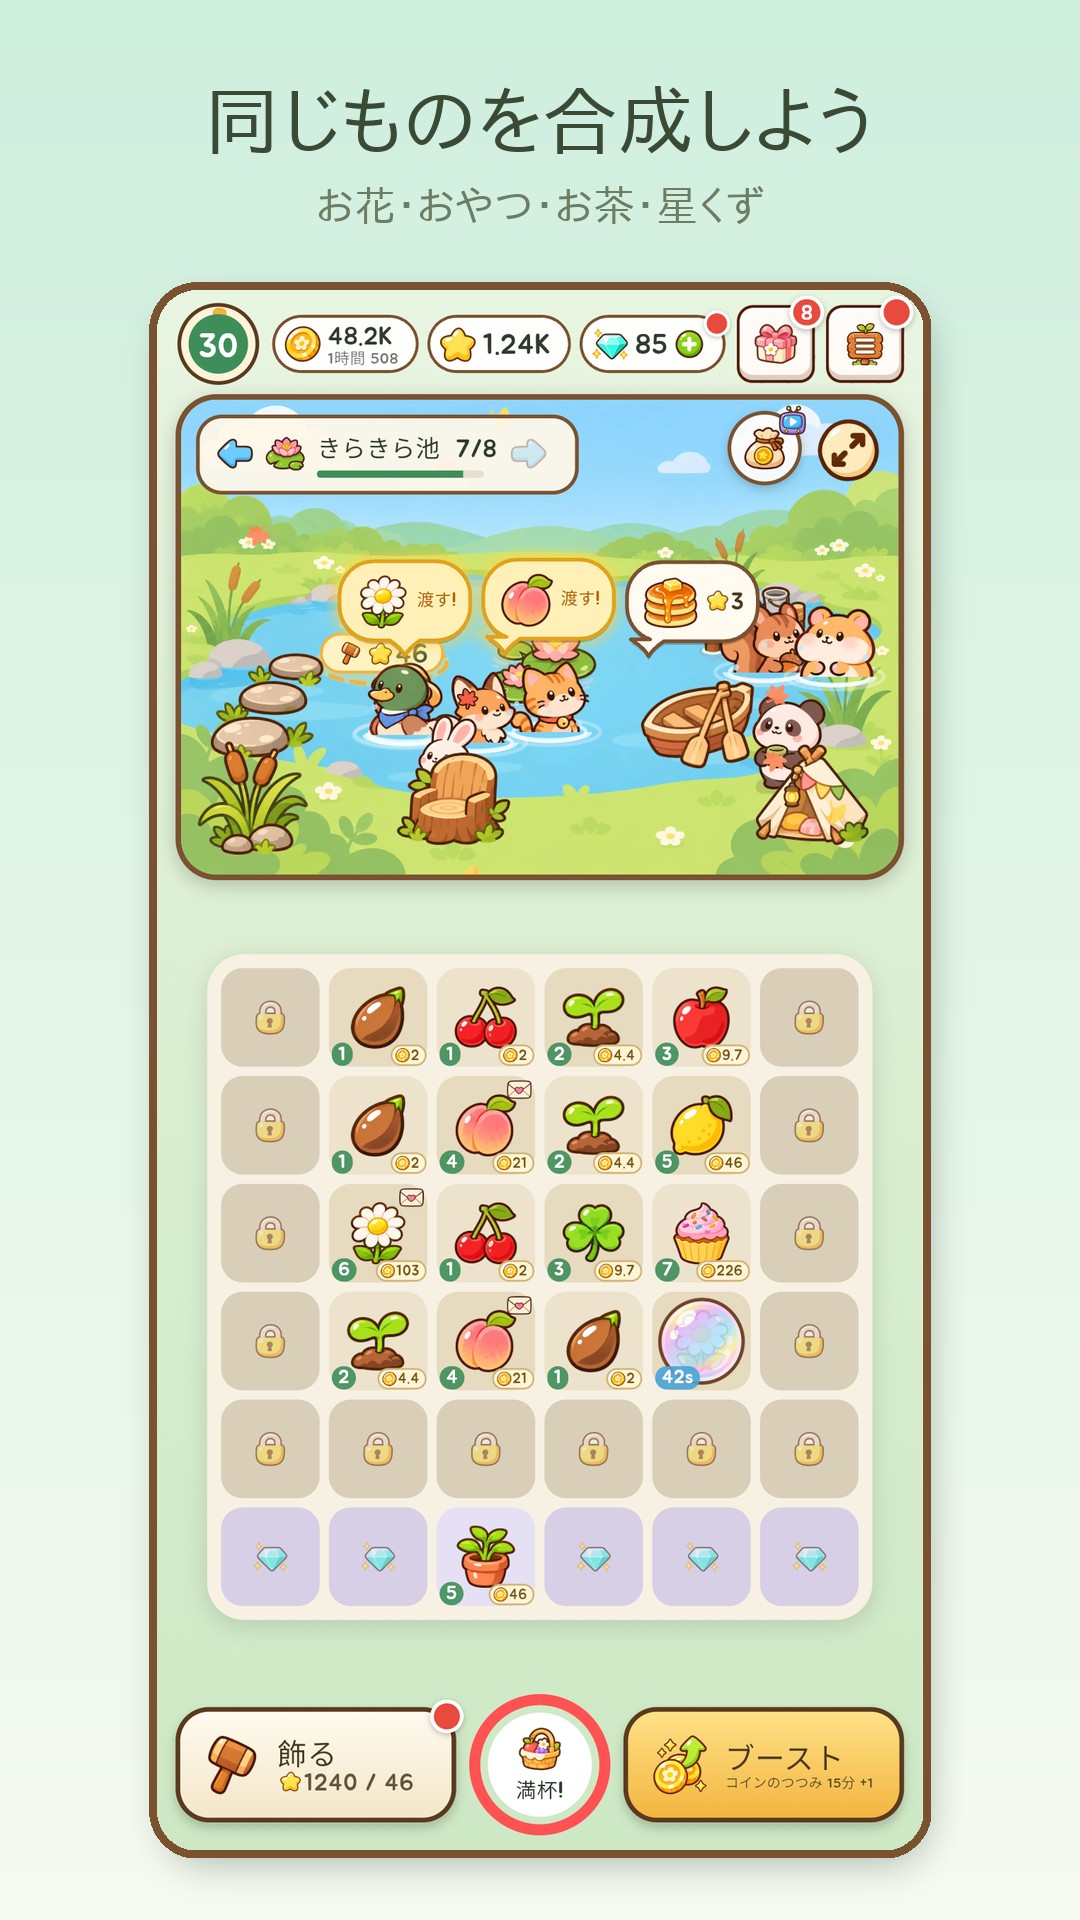 同じものを合成しよう
お花・おやつ・お茶・星くず
30
48.2K
1時間 508
1.24K
85
8
きらきら池 7/8
渡す!
渡す!
3
46
1 2
1 2
2 4.4
3 9.7
1 2
4 21
2 4.4
5 46
6 103
1 2
3 9.7
7 226
2 4.4
4 21
1 2
42s
5 46
飾る
1240 / 46
満杯!
ブースト
コインのつつみ 15分 +1